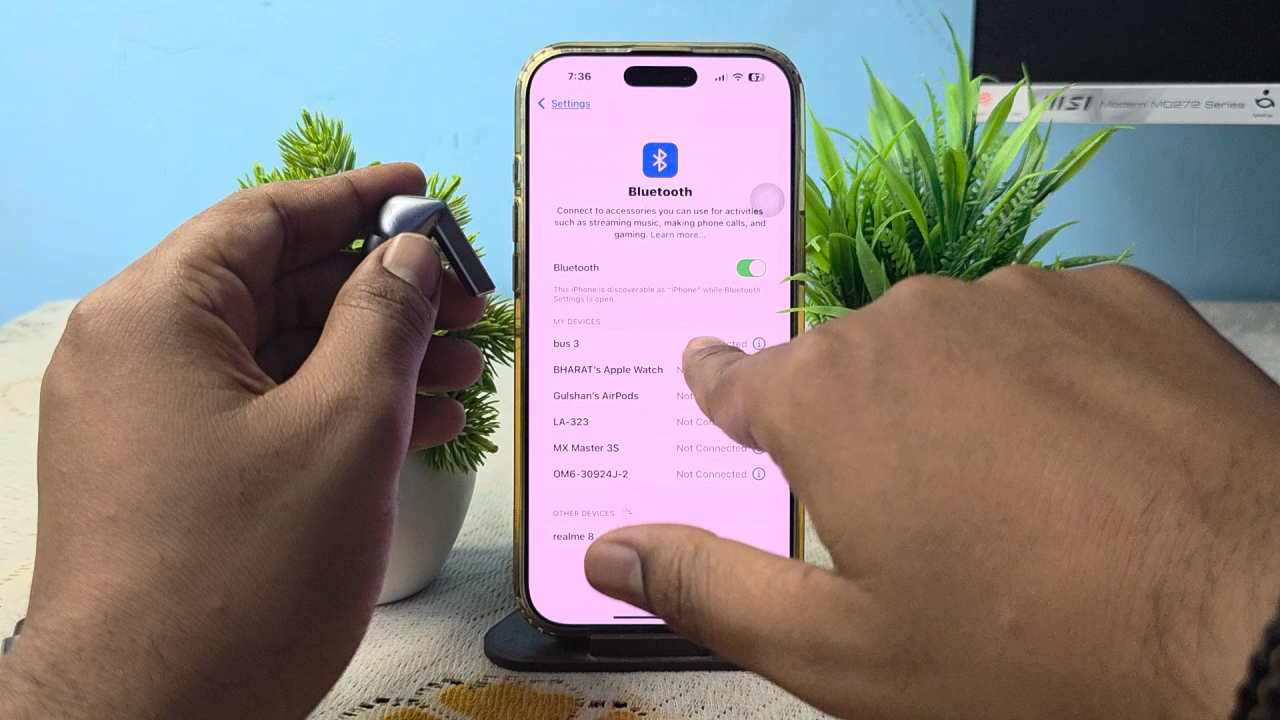 7:36
Settings
Bluetooth
Connect to accessories you can use for activities
such as streaming music, making phone calls, and
gaming. Learn more...
Bluetooth
This iPhone is discoverable as "iPhone" while Bluetooth
Settings is open.
MY DEVICES
bus 3
BHARAT's Apple Watch
Gulshan's AirPods
LA-323
MX Master 3S Not Connected
OM6-30924J-2 Not Connected
OTHER DEVICES
realme 8
MSI Modern MD272 Series